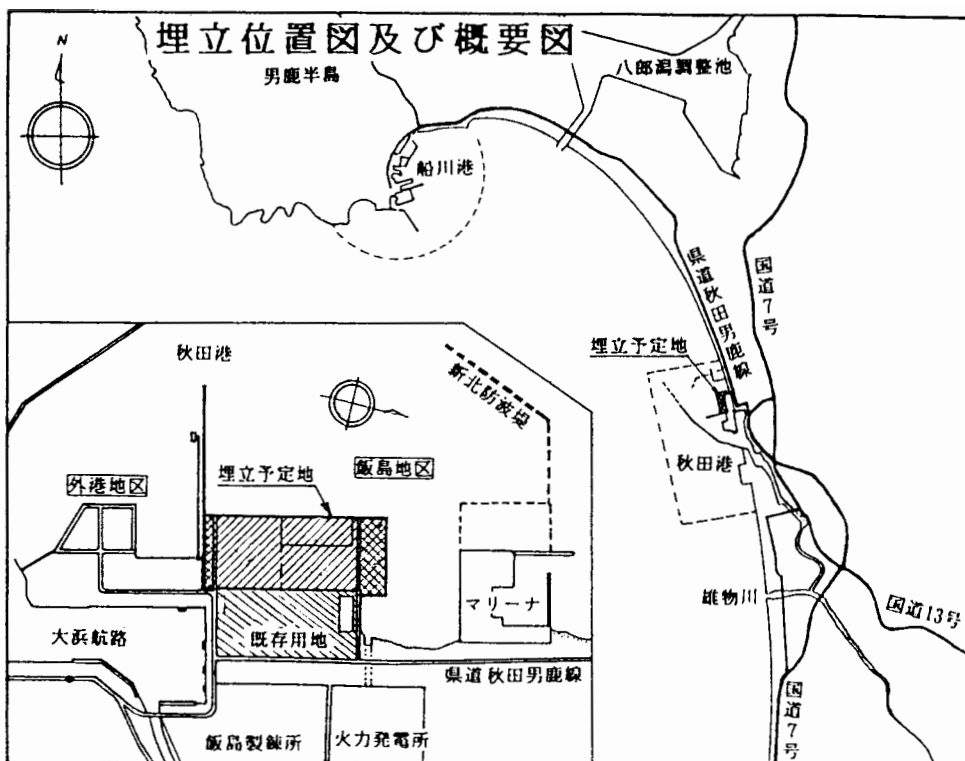 埋立位置図及び概要図
N
男鹿半島
八郎潟調整池
船川港
県道秋田男鹿線
国道7号
埋立予定地
秋田港
雄物川
国道13号
国道7号
秋田港
新北防波堤
飯島地区
埋立予定地
外港地区
マリーナ
大浜航路
既存用地
県道秋田男鹿線
飯島製錬所
火力発電所